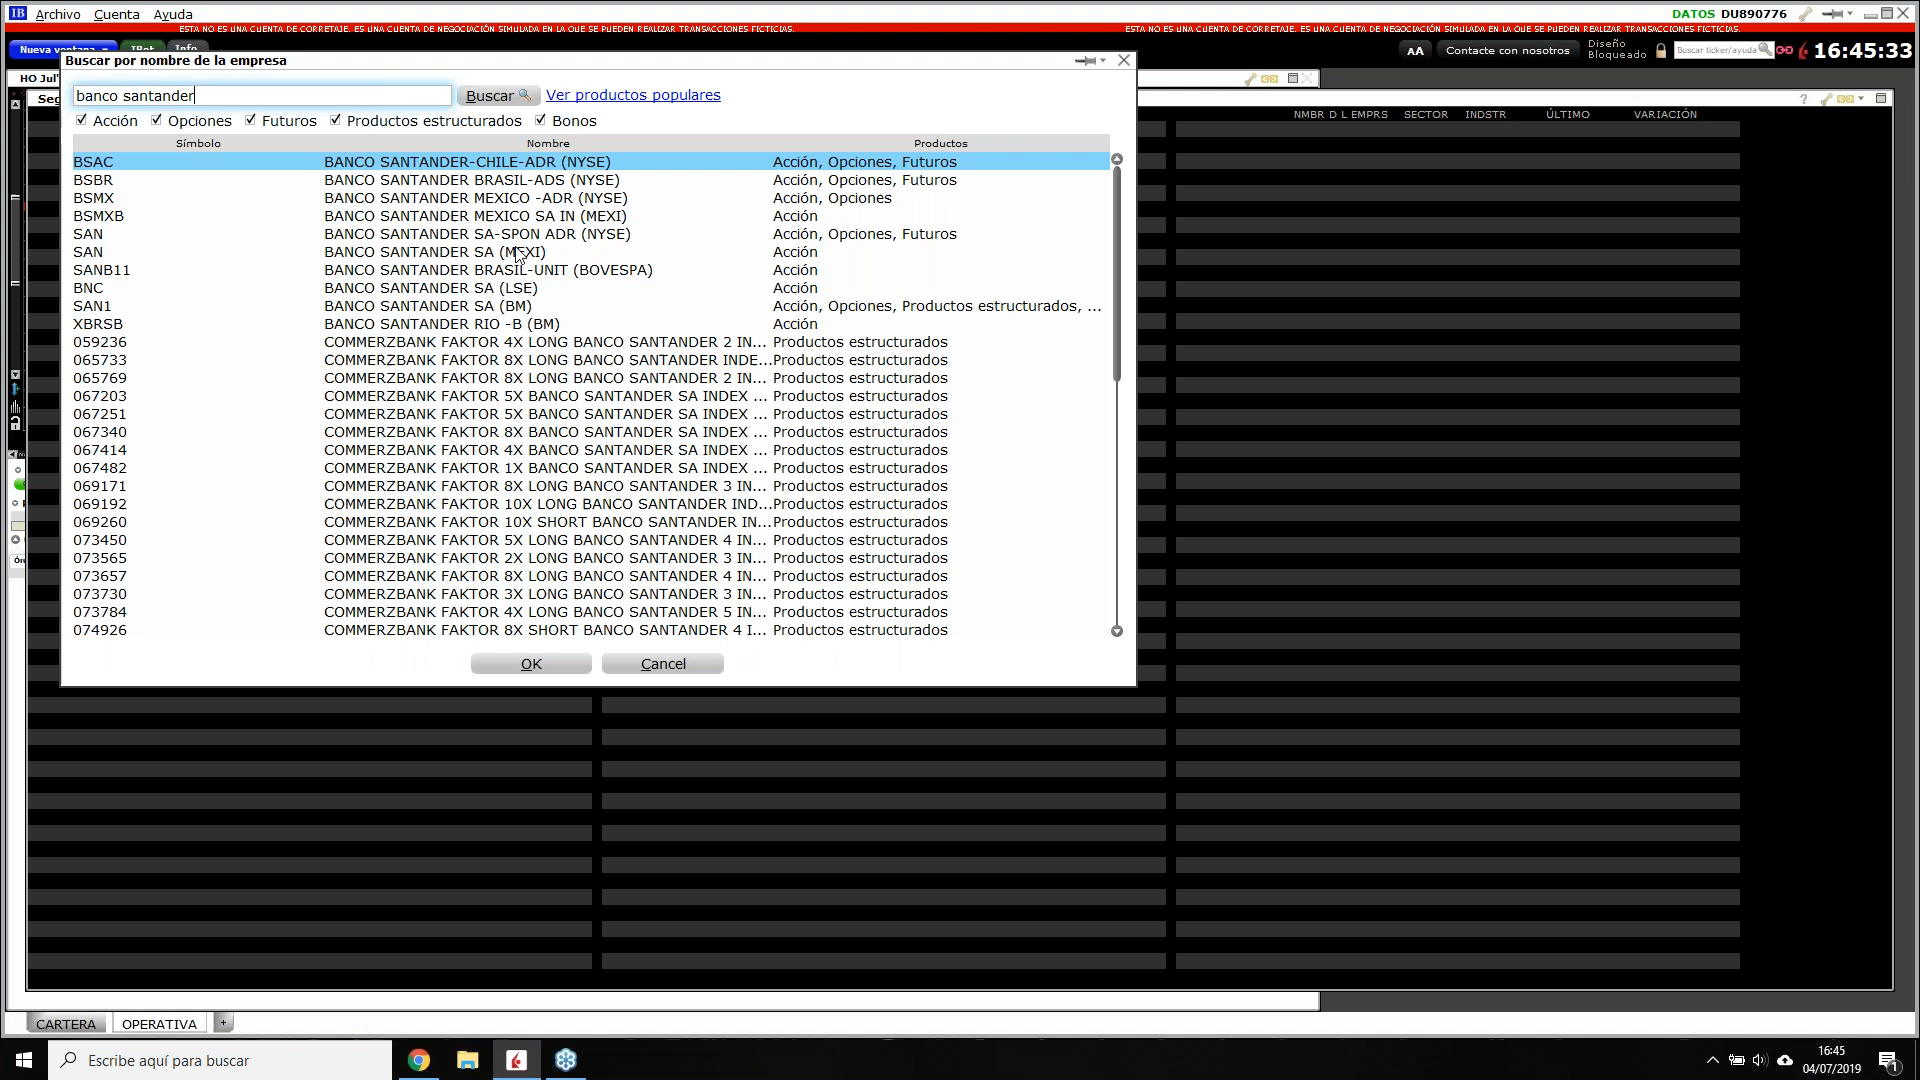 IB Archivo Cuenta Ayuda DATOS DU890776
ESTA NO ES UNA CUENTA DE CORRETAJE. ES UNA CUENTA DE NEGOCIACIÓN SIMULADA EN LA QUE SE PUEDEN REALIZAR TRANSACCIONES FICTICIAS. ESTA NO ES UNA CUENTA DE CORRETAJE. ES UNA CUENTA DE NEGOCIACIÓN SIMULADA EN LA QUE SE PUEDEN REALIZAR TRANSACCIONES FICTICIAS.
Nueva ventana IBot Info AA Contacte con nosotros Diseño Bloqueado Buscar ticker/ayuda 16:45:33
Buscar por nombre de la empresa
HO Jul'
banco santander Buscar Ver productos populares
Acción Opciones Futuros Productos estructurados Bonos
NMBR D L EMPRS SECTOR INDSTR ÚLTIMO VARIACIÓN
Símbolo Nombre Productos
BSAC BANCO SANTANDER-CHILE-ADR (NYSE) Acción, Opciones, Futuros
BSBR BANCO SANTANDER BRASIL-ADS (NYSE) Acción, Opciones, Futuros
BSMX BANCO SANTANDER MEXICO -ADR (NYSE) Acción, Opciones
BSMXB BANCO SANTANDER MEXICO SA IN (MEXI) Acción
SAN BANCO SANTANDER SA-SPON ADR (NYSE) Acción, Opciones, Futuros
SAN BANCO SANTANDER SA (MEXI) Acción
SANB11 BANCO SANTANDER BRASIL-UNIT (BOVESPA) Acción
BNC BANCO SANTANDER SA (LSE) Acción
SAN1 BANCO SANTANDER SA (BM) Acción, Opciones, Productos estructurados, ...
XBRSB BANCO SANTANDER RIO -B (BM) Acción
059236 COMMERZBANK FAKTOR 4X LONG BANCO SANTANDER 2 IN... Productos estructurados
065733 COMMERZBANK FAKTOR 8X LONG BANCO SANTANDER INDE... Productos estructurados
065769 COMMERZBANK FAKTOR 8X LONG BANCO SANTANDER 2 IN... Productos estructurados
067203 COMMERZBANK FAKTOR 5X BANCO SANTANDER SA INDEX ... Productos estructurados
067251 COMMERZBANK FAKTOR 6X BANCO SANTANDER SA INDEX ... Productos estructurados
067340 COMMERZBANK FAKTOR 8X BANCO SANTANDER SA INDEX ... Productos estructurados
067414 COMMERZBANK FAKTOR 4X BANCO SANTANDER SA INDEX ... Productos estructurados
067482 COMMERZBANK FAKTOR 1X BANCO SANTANDER SA INDEX ... Productos estructurados
069171 COMMERZBANK FAKTOR 8X LONG BANCO SANTANDER 3 IN... Productos estructurados
069192 COMMERZBANK FAKTOR 10X LONG BANCO SANTANDER IND... Productos estructurados
069260 COMMERZBANK FAKTOR 10X SHORT BANCO SANTANDER IN... Productos estructurados
073450 COMMERZBANK FAKTOR 5X LONG BANCO SANTANDER 4 IN... Productos estructurados
073565 COMMERZBANK FAKTOR 2X LONG BANCO SANTANDER 3 IN... Productos estructurados
073657 COMMERZBANK FAKTOR 8X LONG BANCO SANTANDER 4 IN... Productos estructurados
073730 COMMERZBANK FAKTOR 3X LONG BANCO SANTANDER 3 IN... Productos estructurados
073784 COMMERZBANK FAKTOR 4X LONG BANCO SANTANDER 5 IN... Productos estructurados
074926 COMMERZBANK FAKTOR 8X SHORT BANCO SANTANDER 4 I... Productos estructurados
OK Cancel
CARTERA OPERATIVA +
Escribe aquí para buscar
16:45
04/07/2019
1